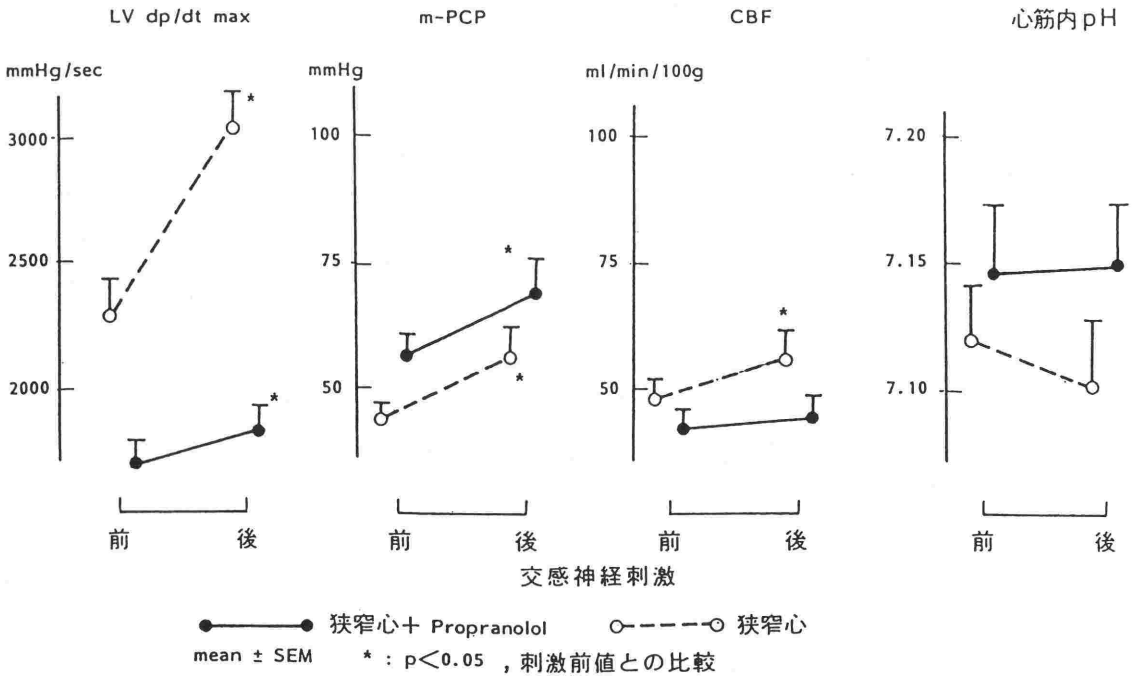 LV dp/dt max
m-PCP
CBF
心筋内pH
mmHg/sec
mmHg
ml/min/100g
3000
2500
2000
*
*
100
75
50
*
*
100
75
50
*
7.20
7.15
7.10
前 後
前 後
前 後
前 後
交感神経刺激
狭窄心+ Propranolol
狭窄心
mean ± SEM * : p<0.05 , 刺激前値との比較